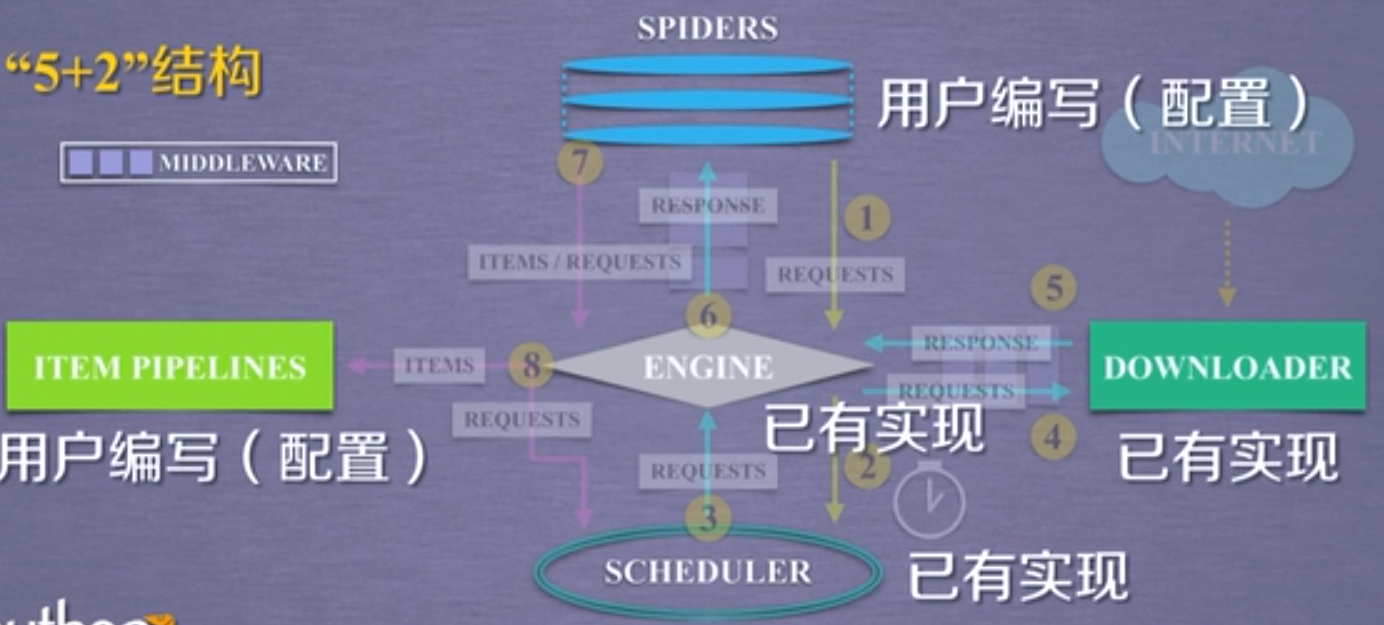 SPIDERS
“5+2”结构
用户编写（配置）
INTERNET
MIDDLEWARE
7
RESPONSE
1
ITEMS / REQUESTS
REQUESTS
5
6
RESPONSE
ITEM PIPELINES
ITEMS
8
ENGINE
DOWNLOADER
REQUESTS
REQUESTS
已有实现
4
用户编写（配置）
已有实现
REQUESTS
2
3
SCHEDULER
已有实现